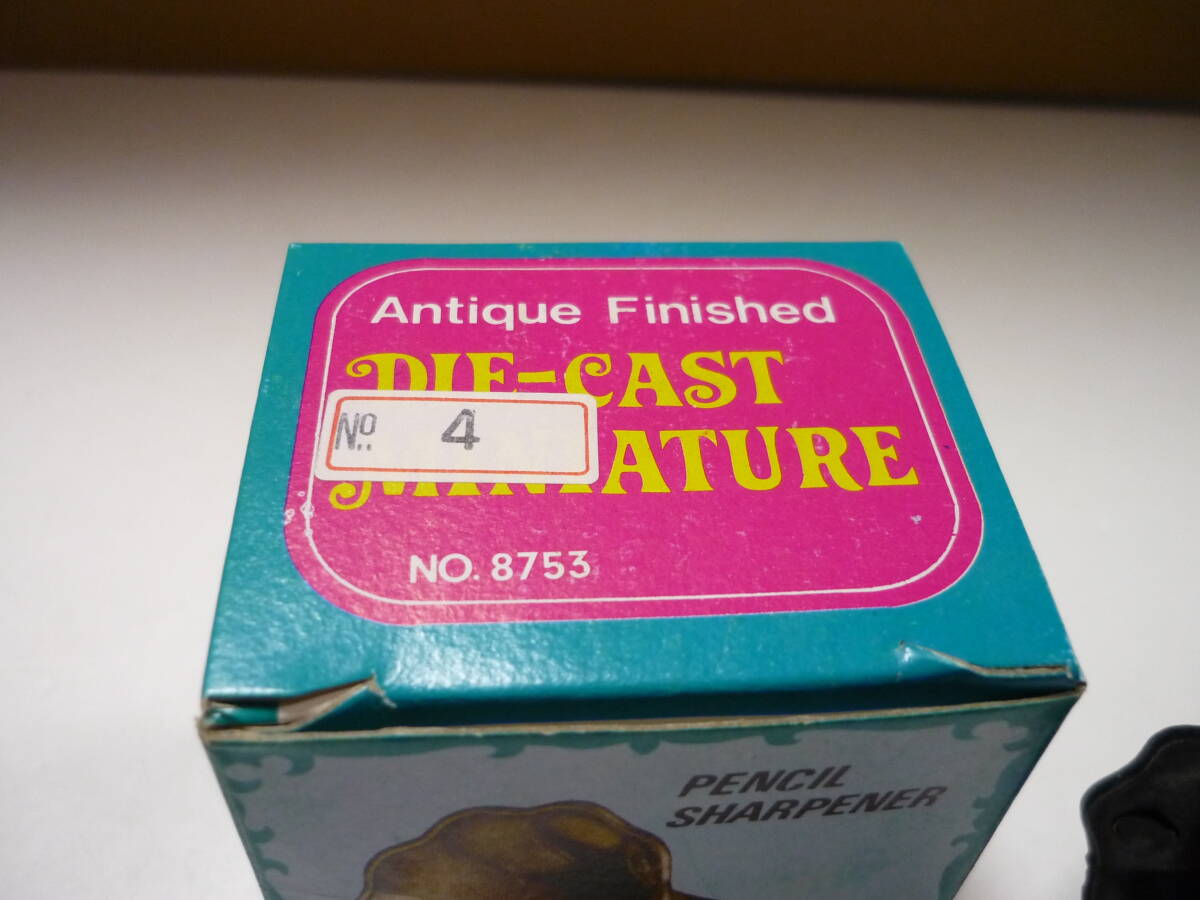 Antique Finished
DIE-CAST
No. 4
MINIATURE
NO. 8753
PENCIL
SHARPENER